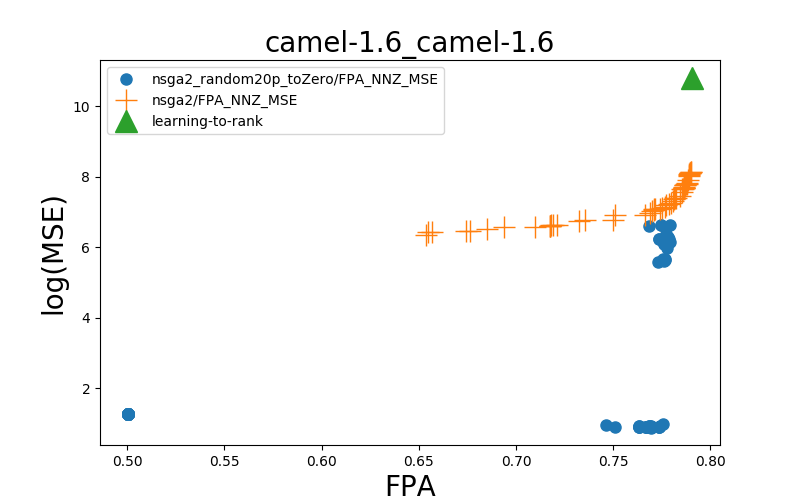 camel-1.6_camel-1.6
nsga2_random20p_toZero/FPA_NNZ_MSE
nsga2/FPA_NNZ_MSE
learning-to-rank
log(MSE)
10
8
6
4
2
0.50 0.55 0.60 0.65 0.70 0.75 0.80
FPA